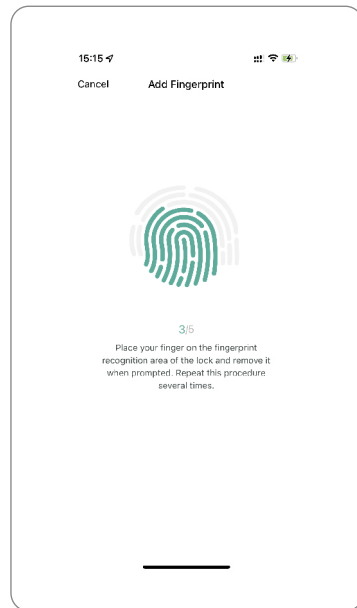 15:15
Cancel Add Fingerprint
3/5
Place your finger on the fingerprint
recognition area of the lock and remove it
when prompted. Repeat this procedure
several times.